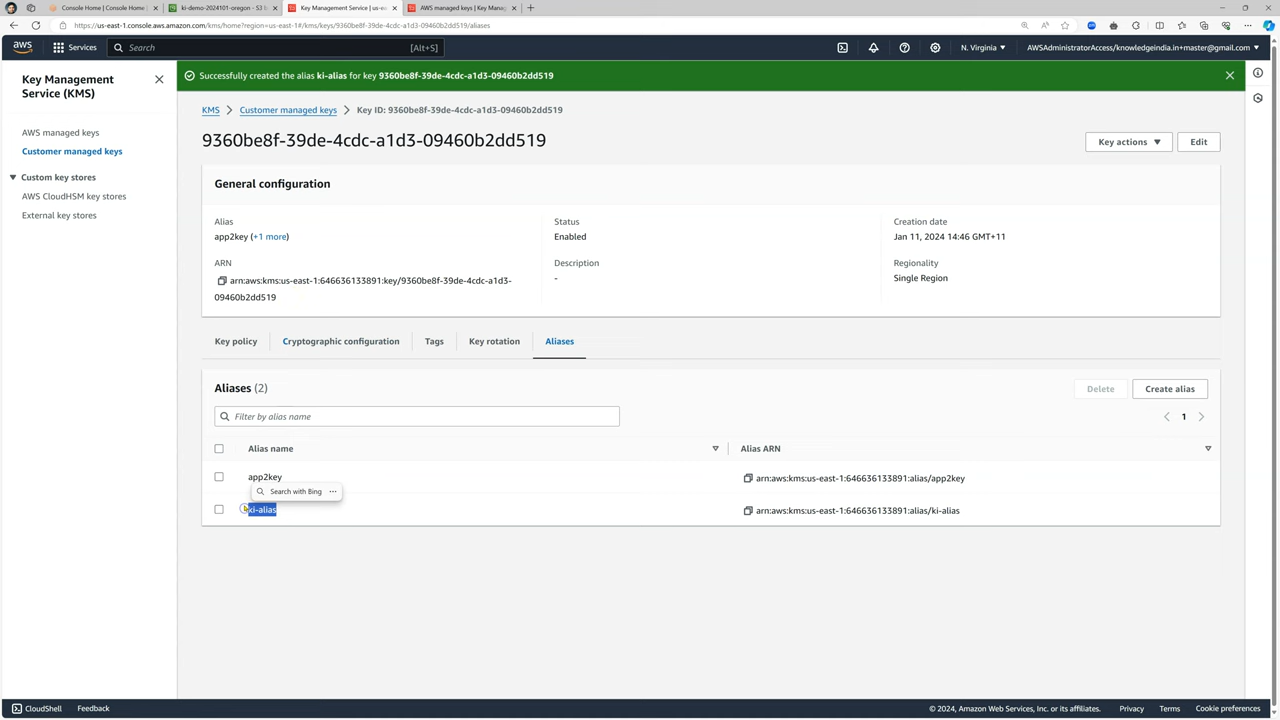 Console Home | Console Home |
ki-demo-2024101-oregon - S3 b
Key Management Service | us-ea
AWS managed keys | Key Manag
https://us-east-1.console.aws.amazon.com/kms/home?region=us-east-1#/kms/keys/9360be8f-39de-4cdc-a1d3-09460b2dd519/aliases
aws
Services
Search
[Alt+S]
N. Virginia
AWSAdministratorAccess/knowledgeindia.in+master@gmail.com
Key Management
Service (KMS)
AWS managed keys
Customer managed keys
Custom key stores
AWS CloudHSM key stores
External key stores
Successfully created the alias ki-alias for key 9360be8f-39de-4cdc-a1d3-09460b2dd519
KMS > Customer managed keys > Key ID: 9360be8f-39de-4cdc-a1d3-09460b2dd519
9360be8f-39de-4cdc-a1d3-09460b2dd519
Key actions
Edit
General configuration
Alias
app2key (+1 more)
Status
Enabled
Creation date
Jan 11, 2024 14:46 GMT+11
ARN
arn:aws:kms:us-east-1:646636133891:key/9360be8f-39de-4cdc-a1d3-
09460b2dd519
Description
-
Regionality
Single Region
Key policy
Cryptographic configuration
Tags
Key rotation
Aliases
Aliases (2)
Delete
Create alias
Filter by alias name
1
Alias name
Alias ARN
app2key
arn:aws:kms:us-east-1:646636133891:alias/app2key
Search with Bing ···
ki-alias
arn:aws:kms:us-east-1:646636133891:alias/ki-alias
CloudShell
Feedback
© 2024, Amazon Web Services, Inc. or its affiliates.
Privacy
Terms
Cookie preferences